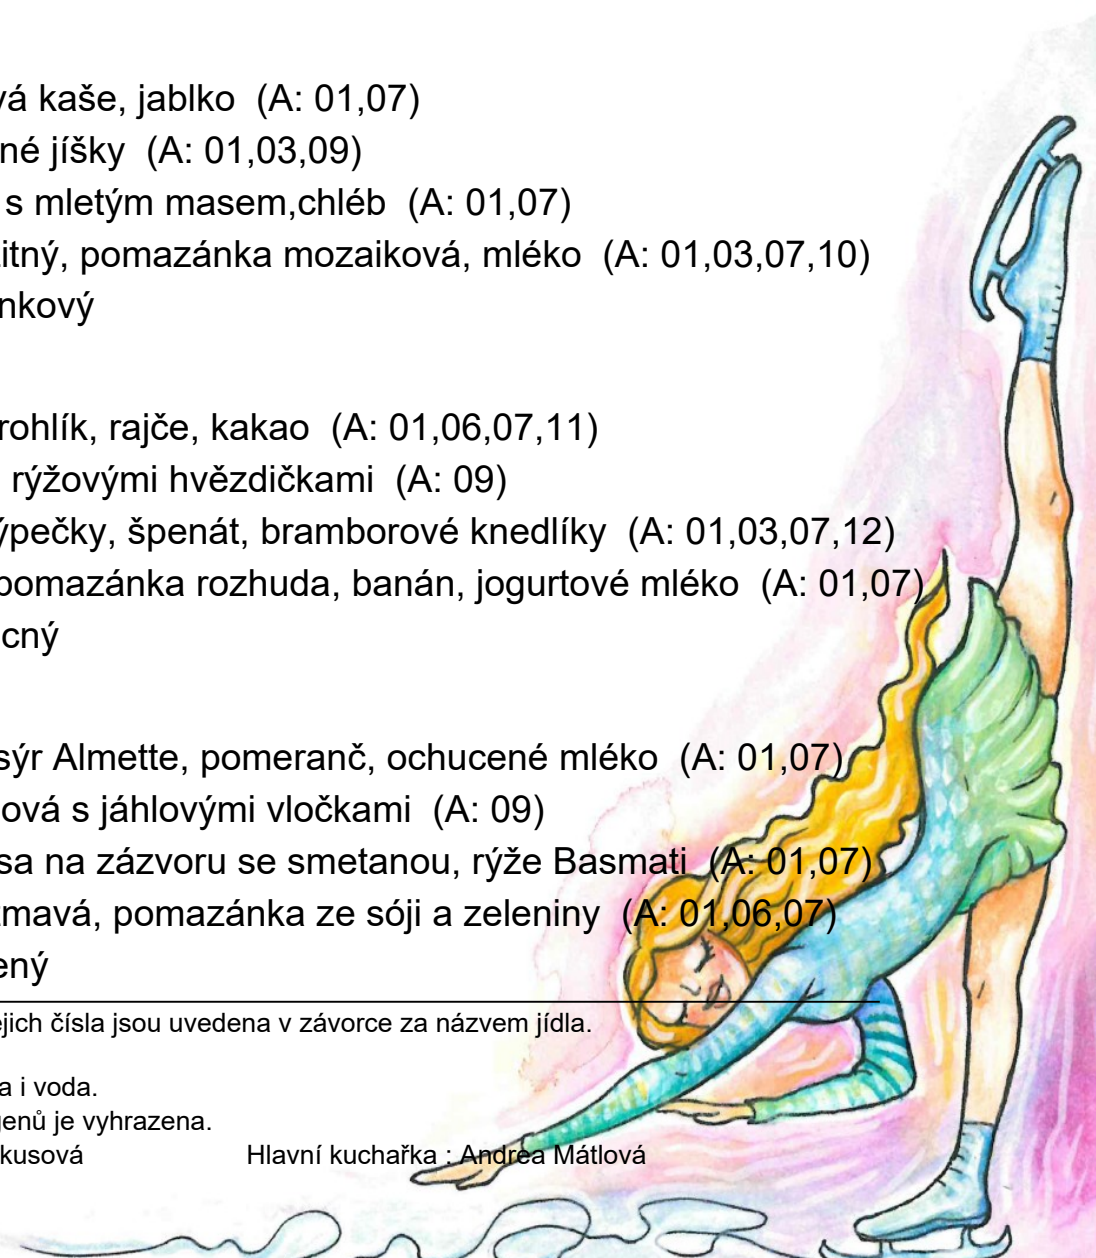 vá kaše, jablko (A: 01,07)
né jíšky (A: 01,03,09)
s mletým masem,chléb (A: 01,07)
itný, pomazánka mozaiková, mléko (A: 01,03,07,10)
nkový
rohlík, rajče, kakao (A: 01,06,07,11)
rýžovými hvězdičkami (A: 09)
ýpečky, špenát, bramborové knedlíky (A: 01,03,07,12)
pomazánka rozhuda, banán, jogurtové mléko (A: 01,07)
cný
sýr Almette, pomeranč, ochucené mléko (A: 01,07)
ová s jáhlovými vločkami (A: 09)
sa na zázvoru se smetanou, rýže Basmati (A: 01,07)
tmavá, pomazánka ze sóji a zeleniny (A: 01,06,07)
ený
ejich čísla jsou uvedena v závorce za názvem jídla.
a i voda.
genů je vyhrazena.
kusová Hlavní kuchařka : Andrea Mátlová